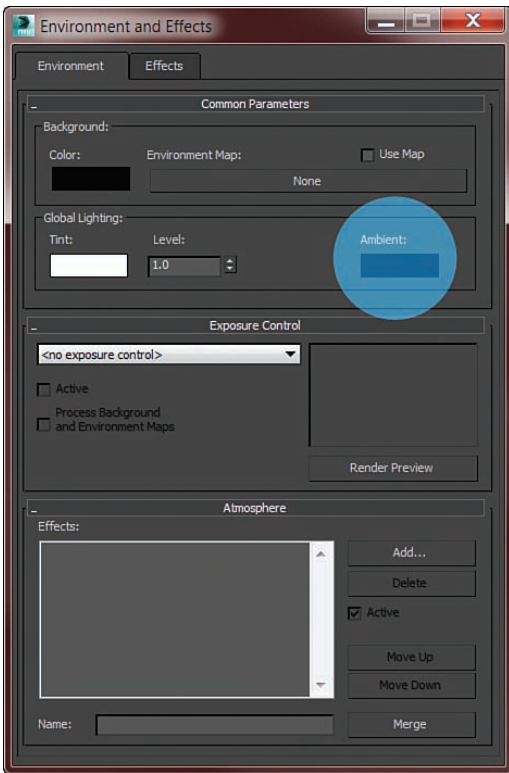 Environment and Effects
Environment Effects
Common Parameters
Background:
Color: Environment Map: Use Map
None
Global Lighting:
Tint: Level: Ambient:
1.0
Exposure Control
<no exposure control>
Active
Process Background
and Environment Maps
Render Preview
Atmosphere
Effects:
Add...
Delete
Active
Move Up
Move Down
Name: Merge